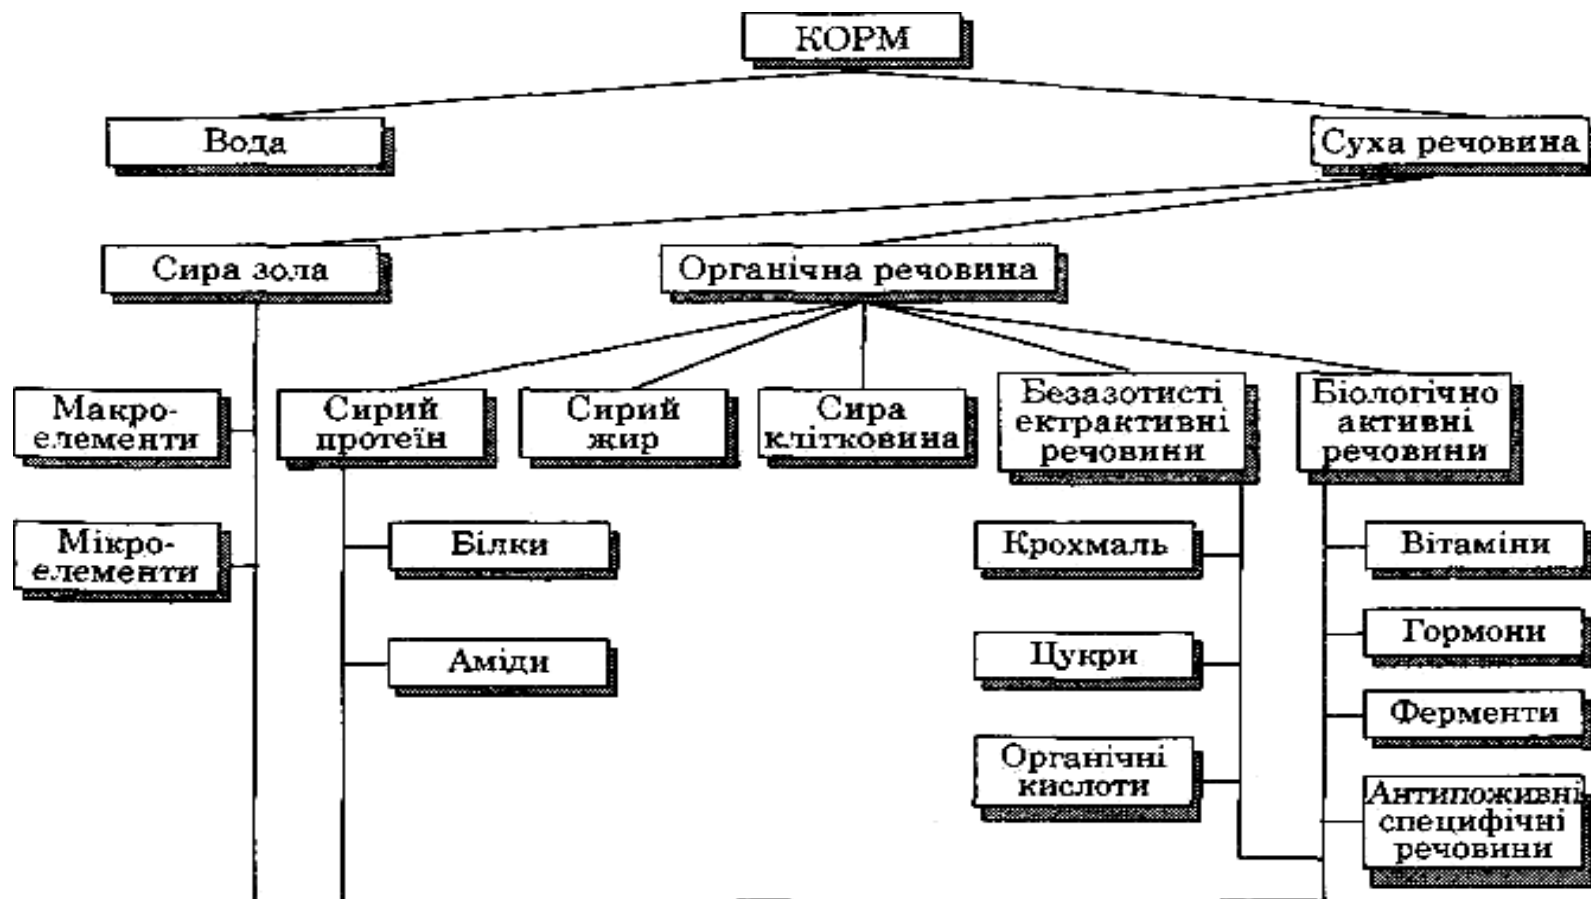 КОРМ
Вода
Суха речовина
Сира зола
Органічна речовина
Макро-
елементи
Сирий
протеїн
Сирий
жир
Сира
клітковина
Безазотисті
ектрактивні
речовини
Біологічно
активні
речовини
Мікро-
елементи
Білки
Крохмаль
Вітаміни
Аміди
Цукри
Гормони
Ферменти
Органічні
кислоти
Антипоживні
специфічні
речовини